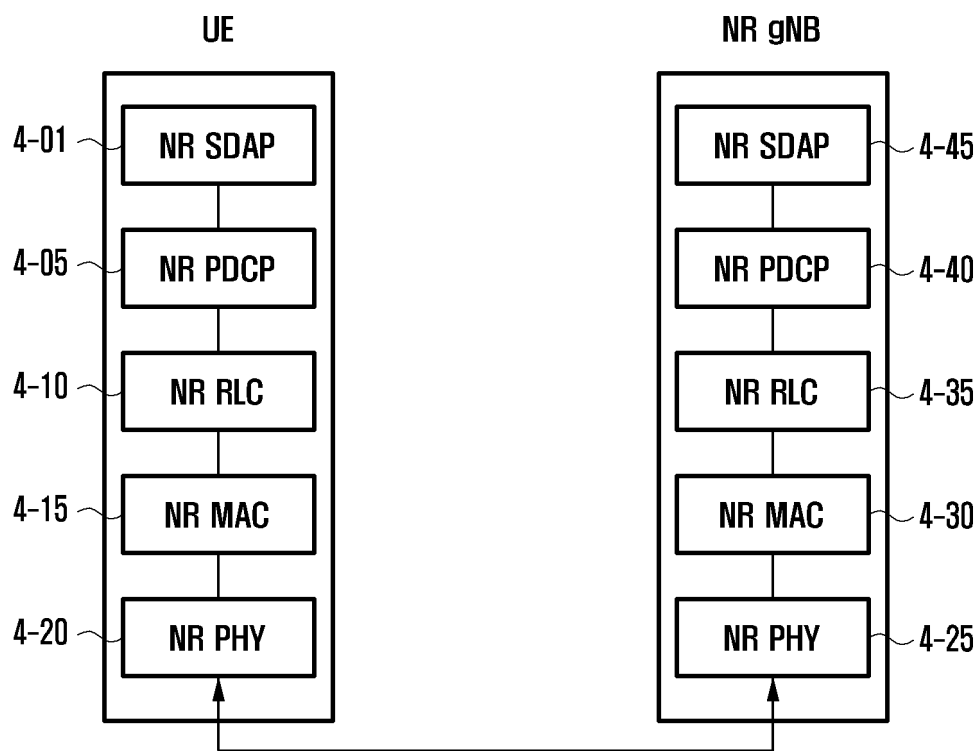 UE NR gNB
4-01 NR SDAP NR SDAP 4-45
4-05 NR PDCP NR PDCP 4-40
4-10 NR RLC NR RLC 4-35
4-15 NR MAC NR MAC 4-30
4-20 NR PHY NR PHY 4-25